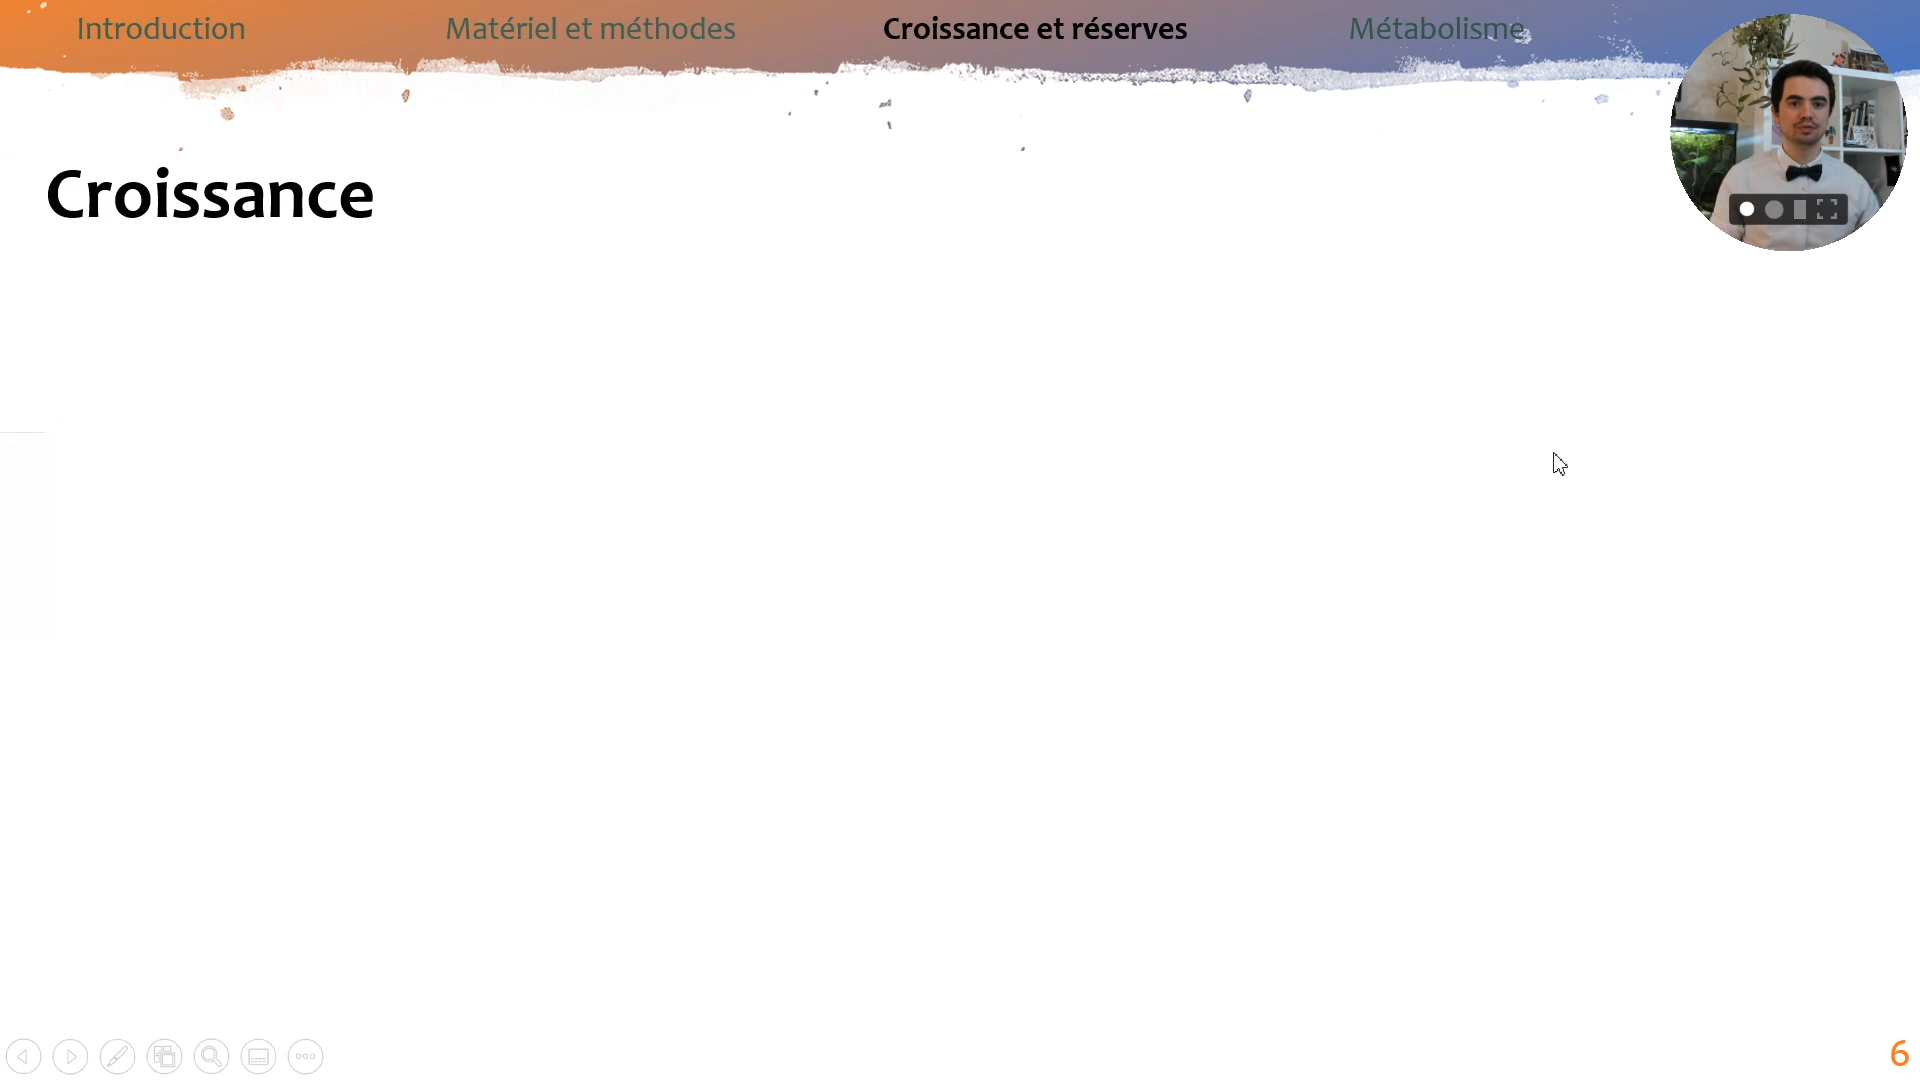 Introduction
Matériel et méthodes
Croissance et réserves
Métabolisme
Croissance
6